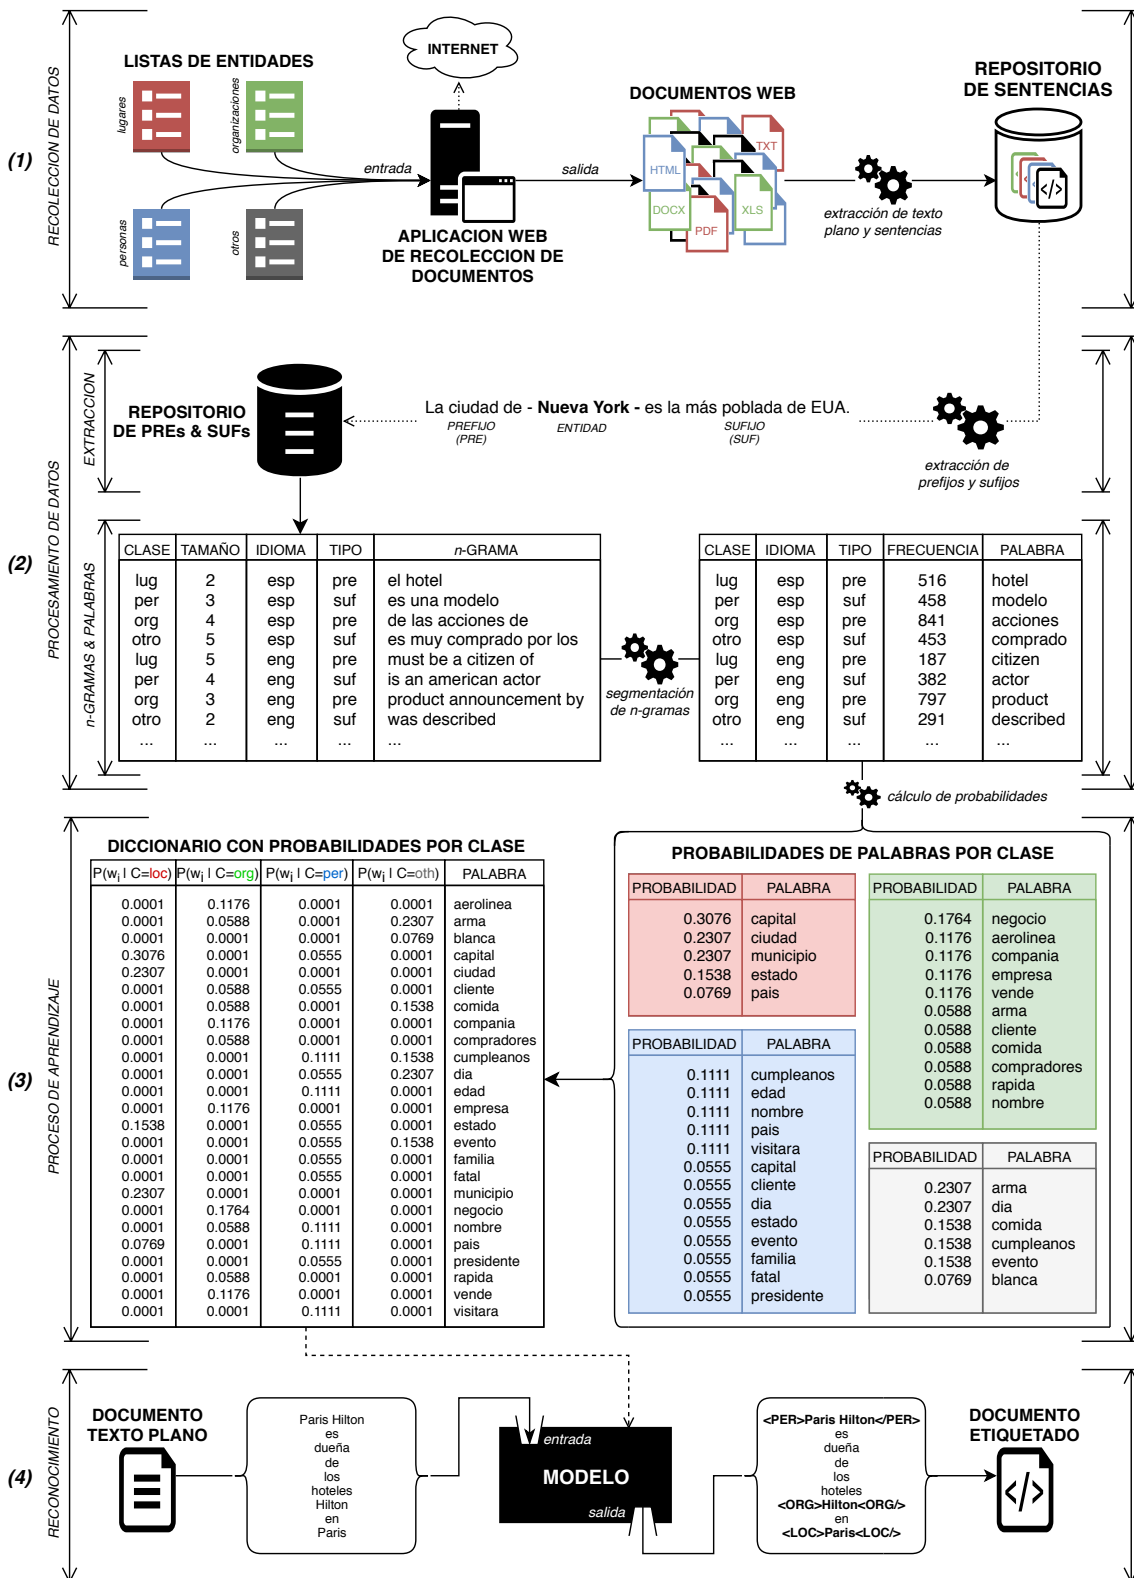 (1)
RECOLECCION DE DATOS
LISTAS DE ENTIDADES
lugares
organizaciones
personas
otros
entrada
INTERNET
APLICACION WEB
DE RECOLECCION DE
DOCUMENTOS
salida
DOCUMENTOS WEB
TXT
HTML
DOCX
XLS
PDF
extracción de texto
plano y sentencias
REPOSITORIO
DE SENTENCIAS
(2)
PROCESAMIENTO DE DATOS
EXTRACCION
REPOSITORIO
DE PREs & SUFs
La ciudad de - Nueva York - es la más poblada de EUA.
PREFIJO
(PRE)
ENTIDAD
SUFIJO
(SUF)
extracción de
prefijos y sufijos
n-GRAMAS & PALABRAS
CLASE TAMAÑO IDIOMA TIPO n-GRAMA
lug 2 esp pre el hotel
per 3 esp suf es una modelo
org 4 esp pre de las acciones de
otro 5 esp suf es muy comprado por los
lug 5 eng pre must be a citizen of
per 4 eng suf is an american actor
org 3 eng pre product announcement by
otro 2 eng suf was described
... ... ... ... ...
segmentación
de n-gramas
CLASE IDIOMA TIPO FRECUENCIA PALABRA
lug esp pre 516 hotel
per esp suf 458 modelo
org esp pre 841 acciones
otro esp suf 453 comprado
lug eng pre 187 citizen
per eng suf 382 actor
org eng pre 797 product
otro eng suf 291 described
... ... ... ... ...
cálculo de probabilidades
(3)
PROCESO DE APRENDIZAJE
DICCIONARIO CON PROBABILIDADES POR CLASE
P(wi | C=loc) P(wi | C=org) P(wi | C=per) P(wi | C=oth) PALABRA
0.0001 0.1176 0.0001 0.0001 aerolinea
0.0001 0.0588 0.0001 0.2307 arma
0.0001 0.0001 0.0001 0.0769 blanca
0.3076 0.0001 0.0555 0.0001 capital
0.2307 0.0001 0.0001 0.0001 ciudad
0.0001 0.0588 0.0555 0.0001 cliente
0.0001 0.0588 0.0001 0.1538 comida
0.0001 0.1176 0.0001 0.0001 compania
0.0001 0.0588 0.0001 0.0001 compradores
0.0001 0.0001 0.1111 0.1538 cumpleanos
0.0001 0.0001 0.0555 0.2307 dia
0.0001 0.0001 0.1111 0.0001 edad
0.0001 0.1176 0.0001 0.0001 empresa
0.1538 0.0001 0.0555 0.0001 estado
0.0001 0.0001 0.0555 0.1538 evento
0.0001 0.0001 0.0555 0.0001 familia
0.0001 0.0001 0.0555 0.0001 fatal
0.2307 0.0001 0.0001 0.0001 municipio
0.0001 0.1764 0.0001 0.0001 negocio
0.0001 0.0588 0.1111 0.0001 nombre
0.0769 0.0001 0.1111 0.0001 pais
0.0001 0.0001 0.0555 0.0001 presidente
0.0001 0.0588 0.0001 0.0001 rapida
0.0001 0.1176 0.0001 0.0001 vende
0.0001 0.0001 0.1111 0.0001 visitara
PROBABILIDADES DE PALABRAS POR CLASE
PROBABILIDAD PALABRA
0.3076 capital
0.2307 ciudad
0.2307 municipio
0.1538 estado
0.0769 pais
PROBABILIDAD PALABRA
0.1764 negocio
0.1176 aerolinea
0.1176 compania
0.1176 empresa
0.1176 vende
0.0588 arma
0.0588 cliente
0.0588 comida
0.0588 compradores
0.0588 rapida
0.0588 nombre
PROBABILIDAD PALABRA
0.1111 cumpleanos
0.1111 edad
0.1111 nombre
0.1111 pais
0.1111 visitara
0.0555 capital
0.0555 cliente
0.0555 dia
0.0555 estado
0.0555 evento
0.0555 familia
0.0555 fatal
0.0555 presidente
PROBABILIDAD PALABRA
0.2307 arma
0.2307 dia
0.1538 comida
0.1538 cumpleanos
0.1538 evento
0.0769 blanca
(4)
RECONOCIMIENTO
DOCUMENTO
TEXTO PLANO
Paris Hilton
es
dueña
de
los
hoteles
Hilton
en
Paris
entrada
MODELO
salida
<PER>Paris Hilton</PER>
es
dueña
de
los
hoteles
<ORG>Hilton<ORG/>
en
<LOC>Paris<LOC/>
DOCUMENTO
ETIQUETADO
</>